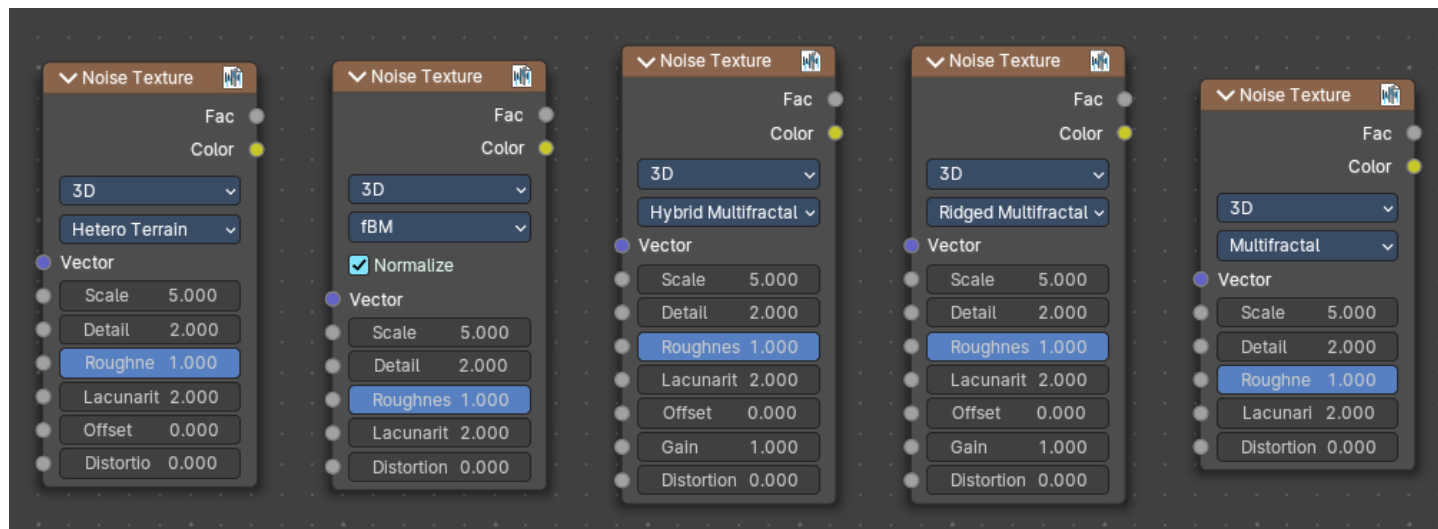 Noise Texture
Fac
Color
3D
Hetero Terrain
Vector
Scale 5.000
Detail 2.000
Roughne 1.000
Lacunarit 2.000
Offset 0.000
Distortio 0.000
Noise Texture
Fac
Color
3D
fBM
Normalize
Vector
Scale 5.000
Detail 2.000
Roughnes 1.000
Lacunarit 2.000
Distortion 0.000
Noise Texture
Fac
Color
3D
Hybrid Multifractal
Vector
Scale 5.000
Detail 2.000
Roughnes 1.000
Lacunarit 2.000
Offset 0.000
Gain 1.000
Distortion 0.000
Noise Texture
Fac
Color
3D
Ridged Multifractal
Vector
Scale 5.000
Detail 2.000
Roughnes 1.000
Lacunarit 2.000
Offset 0.000
Gain 1.000
Distortion 0.000
Noise Texture
Fac
Color
3D
Multifractal
Vector
Scale 5.000
Detail 2.000
Roughne 1.000
Lacunari 2.000
Distortion 0.000